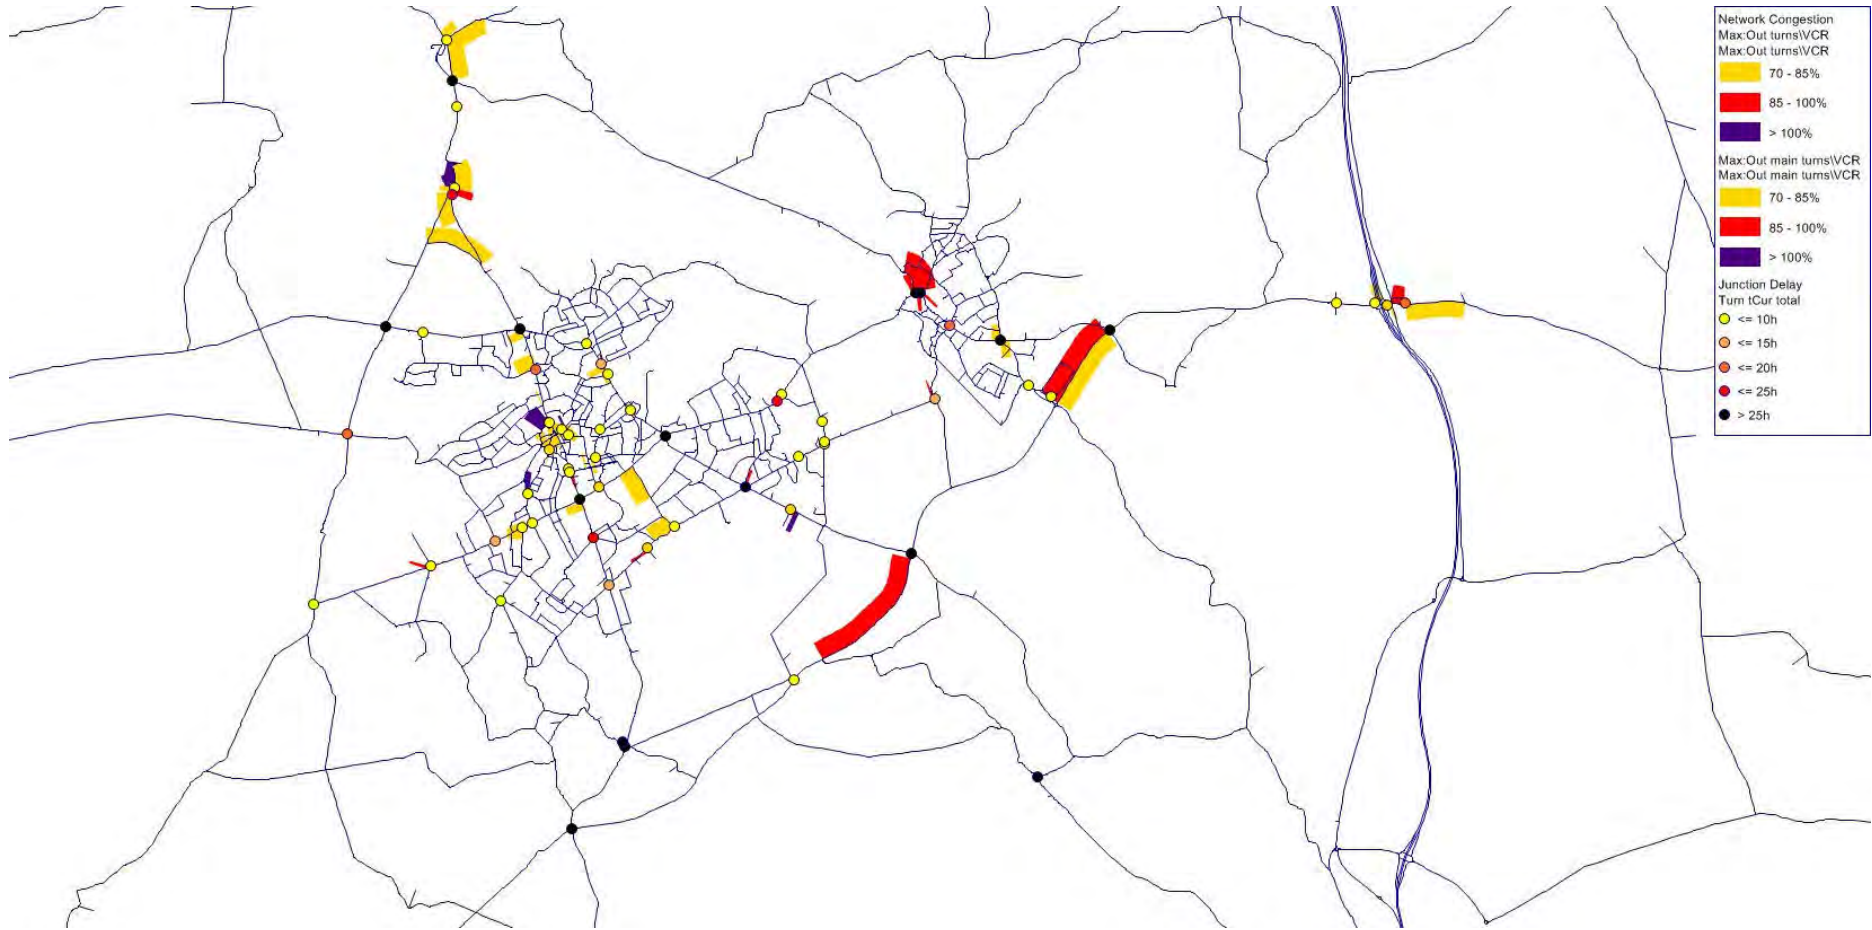 Network Congestion
Max:Out turns\VCR
Max:Out turns\VCR
70 - 85%
85 - 100%
> 100%
Max:Out main turns\VCR
Max:Out main turns\VCR
70 - 85%
85 - 100%
> 100%
Junction Delay
Turn tCur total
<= 10h
<= 15h
<= 20h
<= 25h
> 25h